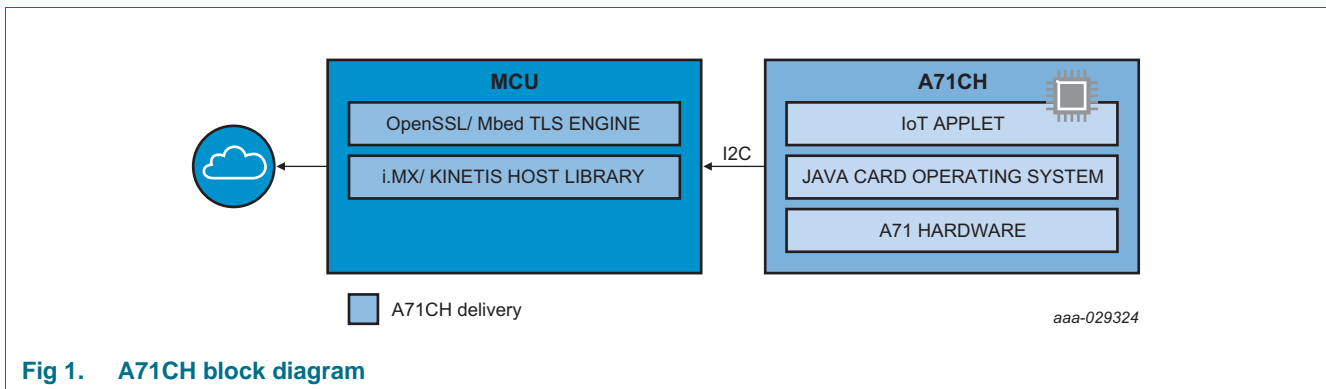 MCU
OpenSSL/ Mbed TLS ENGINE
i.MX/ KINETIS HOST LIBRARY
I2C
A71CH
IoT APPLET
JAVA CARD OPERATING SYSTEM
A71 HARDWARE
A71CH delivery
aaa-029324
Fig 1. A71CH block diagram